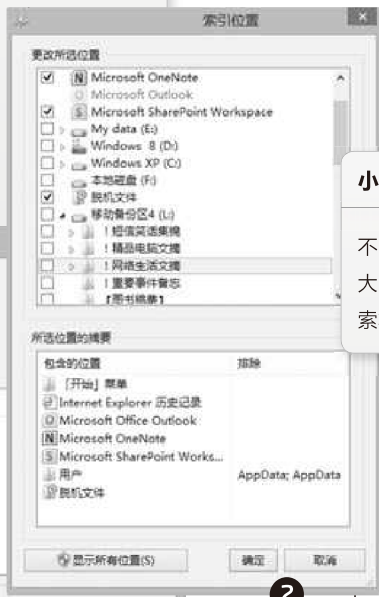 索引位置
更改所选位置
Microsoft OneNote
Microsoft Outlook
Microsoft SharePoint Workspace
My data (E:)
Windows 8 (D:)
Windows XP (C:)
本地磁盘 (F:)
脱机文件
移动备份区4 (L:)
！短信笑话集锦
！精品电脑文摘
！网络生活文摘
！重要事件备忘
小
不
大
索
所选位置的摘要
包含的位置 排除
「开始」菜单
Internet Explorer 历史记录
Microsoft Office Outlook
Microsoft OneNote
Microsoft SharePoint Works...
用户 AppData; AppData
脱机文件
显示所有位置(S) 确定 取消
2